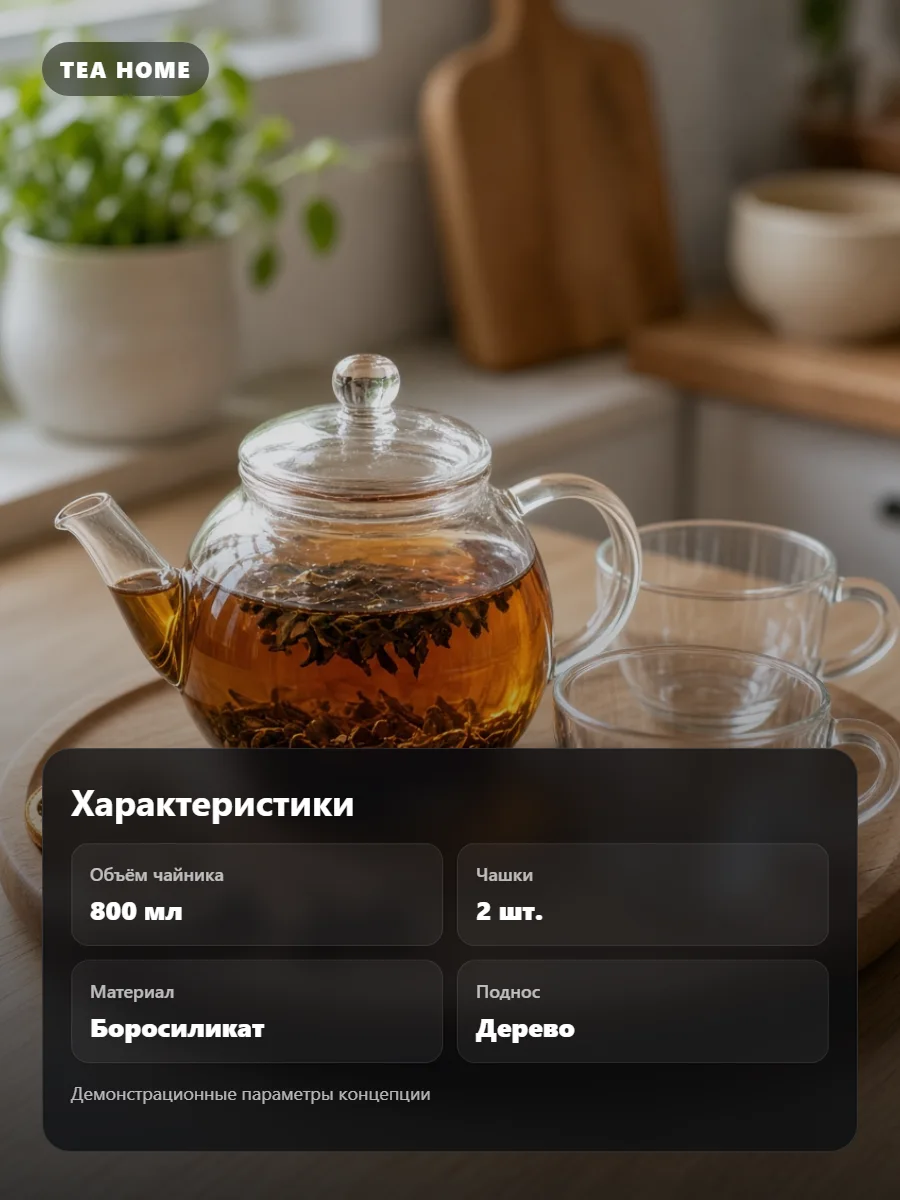 TEA HOME
Характеристики
Объём чайника
800 мл
Чашки
2 шт.
Материал
Боросиликат
Поднос
Дерево
Демонстрационные параметры концепции